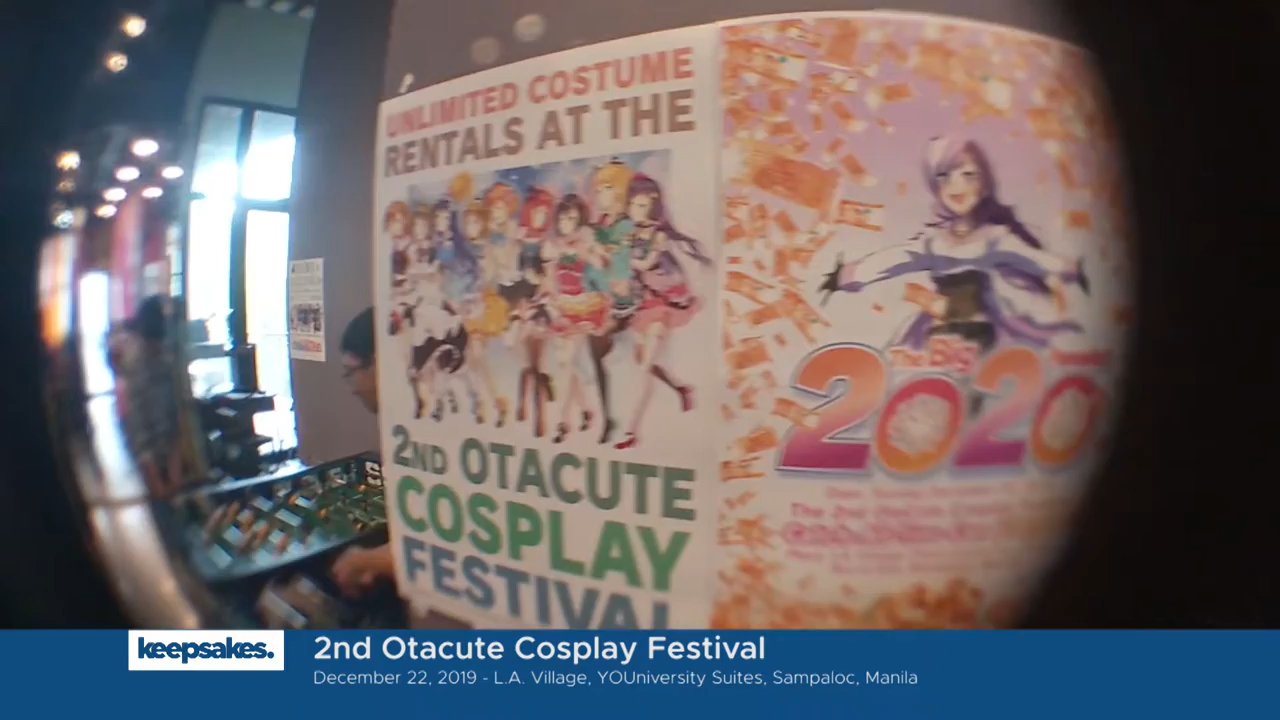 UNLIMITED COSTUME
RENTALS AT THE
2ND OTACUTE
COSPLAY
FESTIVAL
The Big
2020
keepsakes.
2nd Otacute Cosplay Festival
December 22, 2019 - L.A. Village, YOUniversity Suites, Sampaloc, Manila